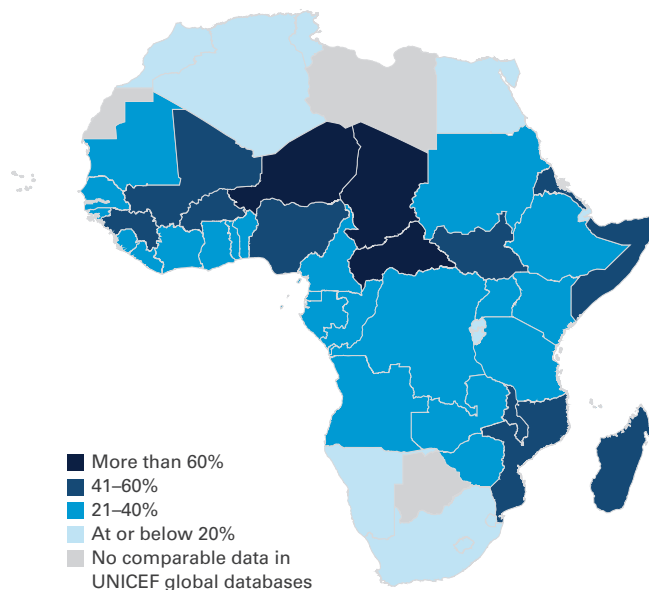 More than 60%
41–60%
21–40%
At or below 20%
No comparable data in
UNICEF global databases